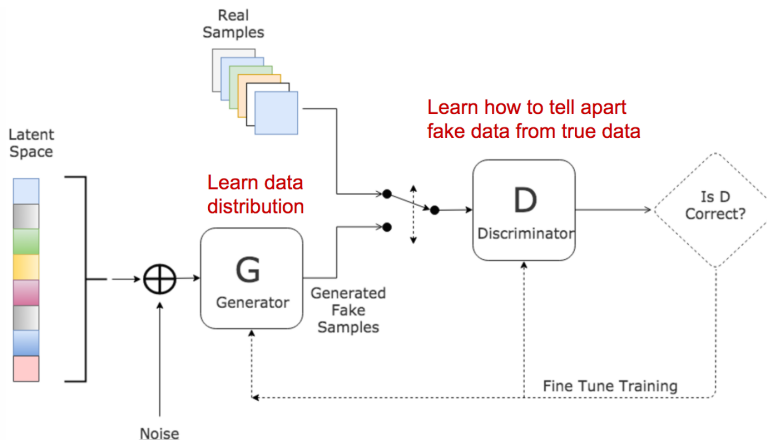 Real
Samples
Learn how to tell apart
fake data from true data
Latent
Space
Learn data
distribution
Is D
Correct?
D
Discriminator
G
Generator
Generated
Fake
Samples
Fine Tune Training
Noise